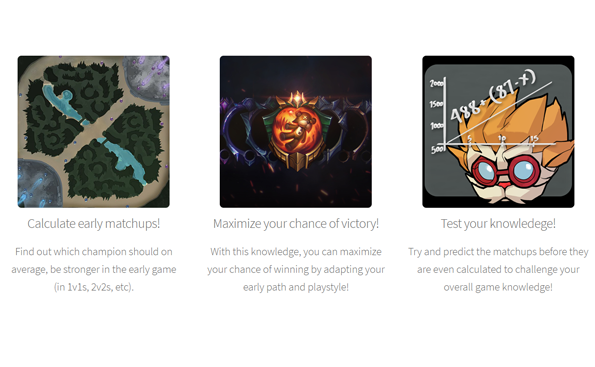 2000
1500
1000
500
5
10
15
488+(87-x)
Calculate early matchups!
Find out which champion should on
average, be stronger in the early game
(in 1v1s, 2v2s, etc).
Maximize your chance of victory!
With this knowledge, you can maximize
your chance of winning by adapting your
early path and playstyle!
Test your knowledege!
Try and predict the matchups before they
are even calculated to challenge your
overall game knowledge!